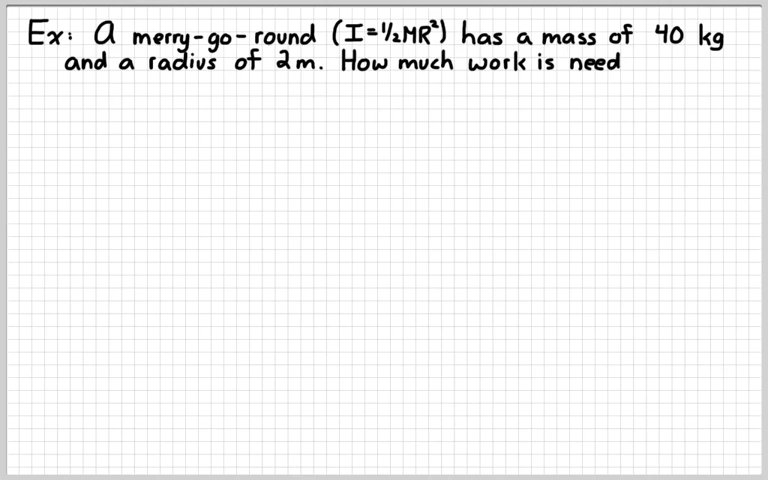 Ex: A merry-go-round (I=½MR²) has a mass of 40 kg
and a radius of 2m. How much work is need